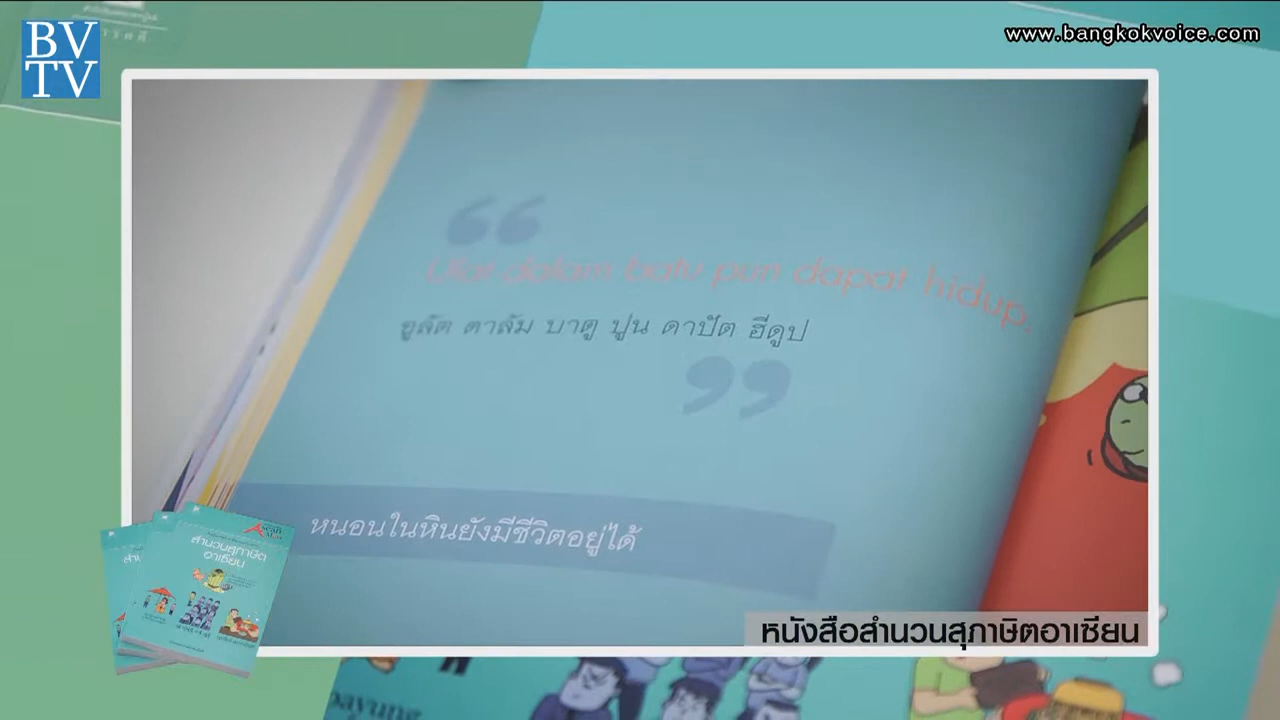 BV
TV
www.bangkokvoice.com
“
Ulat dalam batu pun dapat hidup.
อูลัต ดาลัม บาตู ปูน ดาปัต ฮีดูป
”
หนอนในหินยังมีชีวิตอยู่ได้
สำนวนสุภาษิต
อาเซียน
หนังสือสำนวนสุภาษิตอาเซียน
payung